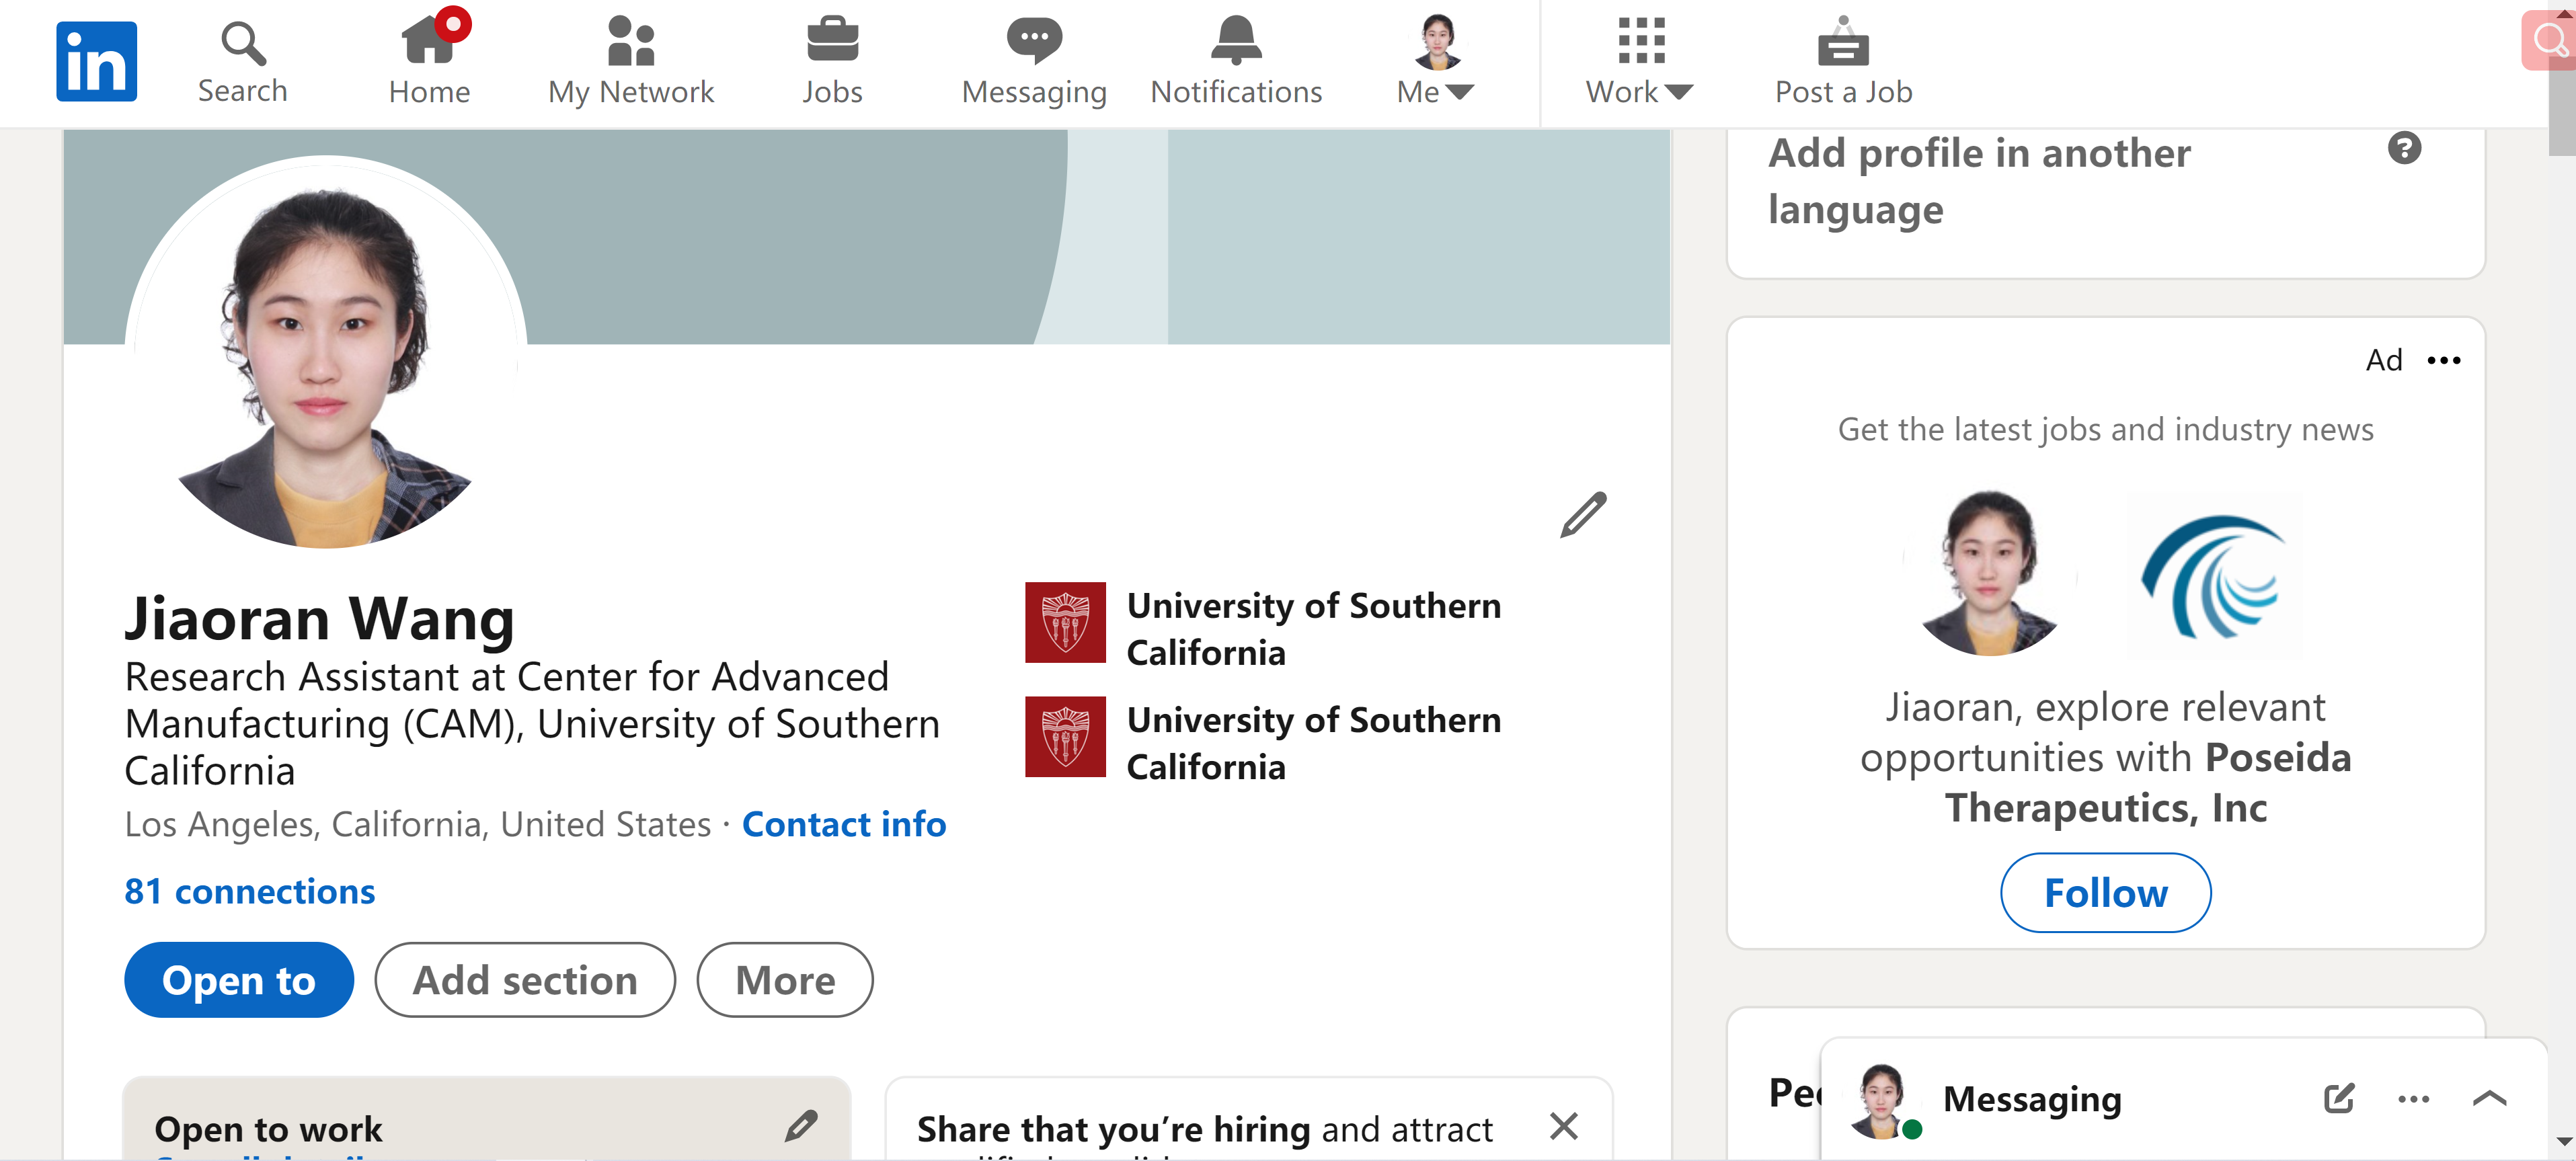 in
Search
Home
My Network
Jobs
Messaging
Notifications
Me
Work
Post a Job
Add profile in another
language
Jiaoran Wang
Research Assistant at Center for Advanced
Manufacturing (CAM), University of Southern
California
Los Angeles, California, United States · Contact info
81 connections
Open to
Add section
More
University of Southern
California
University of Southern
California
Open to work
Share that you’re hiring and attract
Ad
Get the latest jobs and industry news
Jiaoran, explore relevant
opportunities with Poseida
Therapeutics, Inc
Follow
Messaging